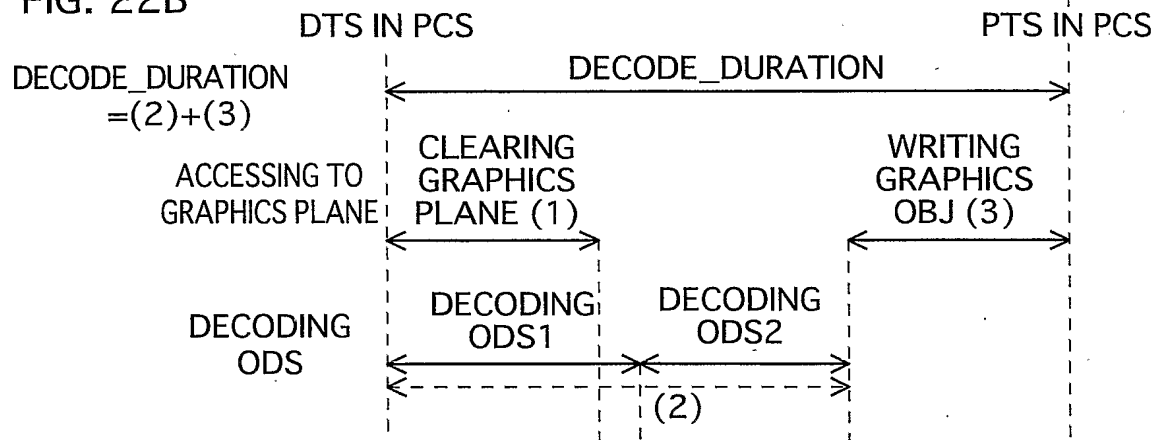 FIG. 22B
DTS IN PCS
PTS IN PCS
DECODE_DURATION
=(2)+(3)
DECODE_DURATION
ACCESSING TO
GRAPHICS PLANE
CLEARING
GRAPHICS
PLANE (1)
WRITING
GRAPHICS
OBJ (3)
DECODING
ODS
DECODING
ODS1
DECODING
ODS2
(2)